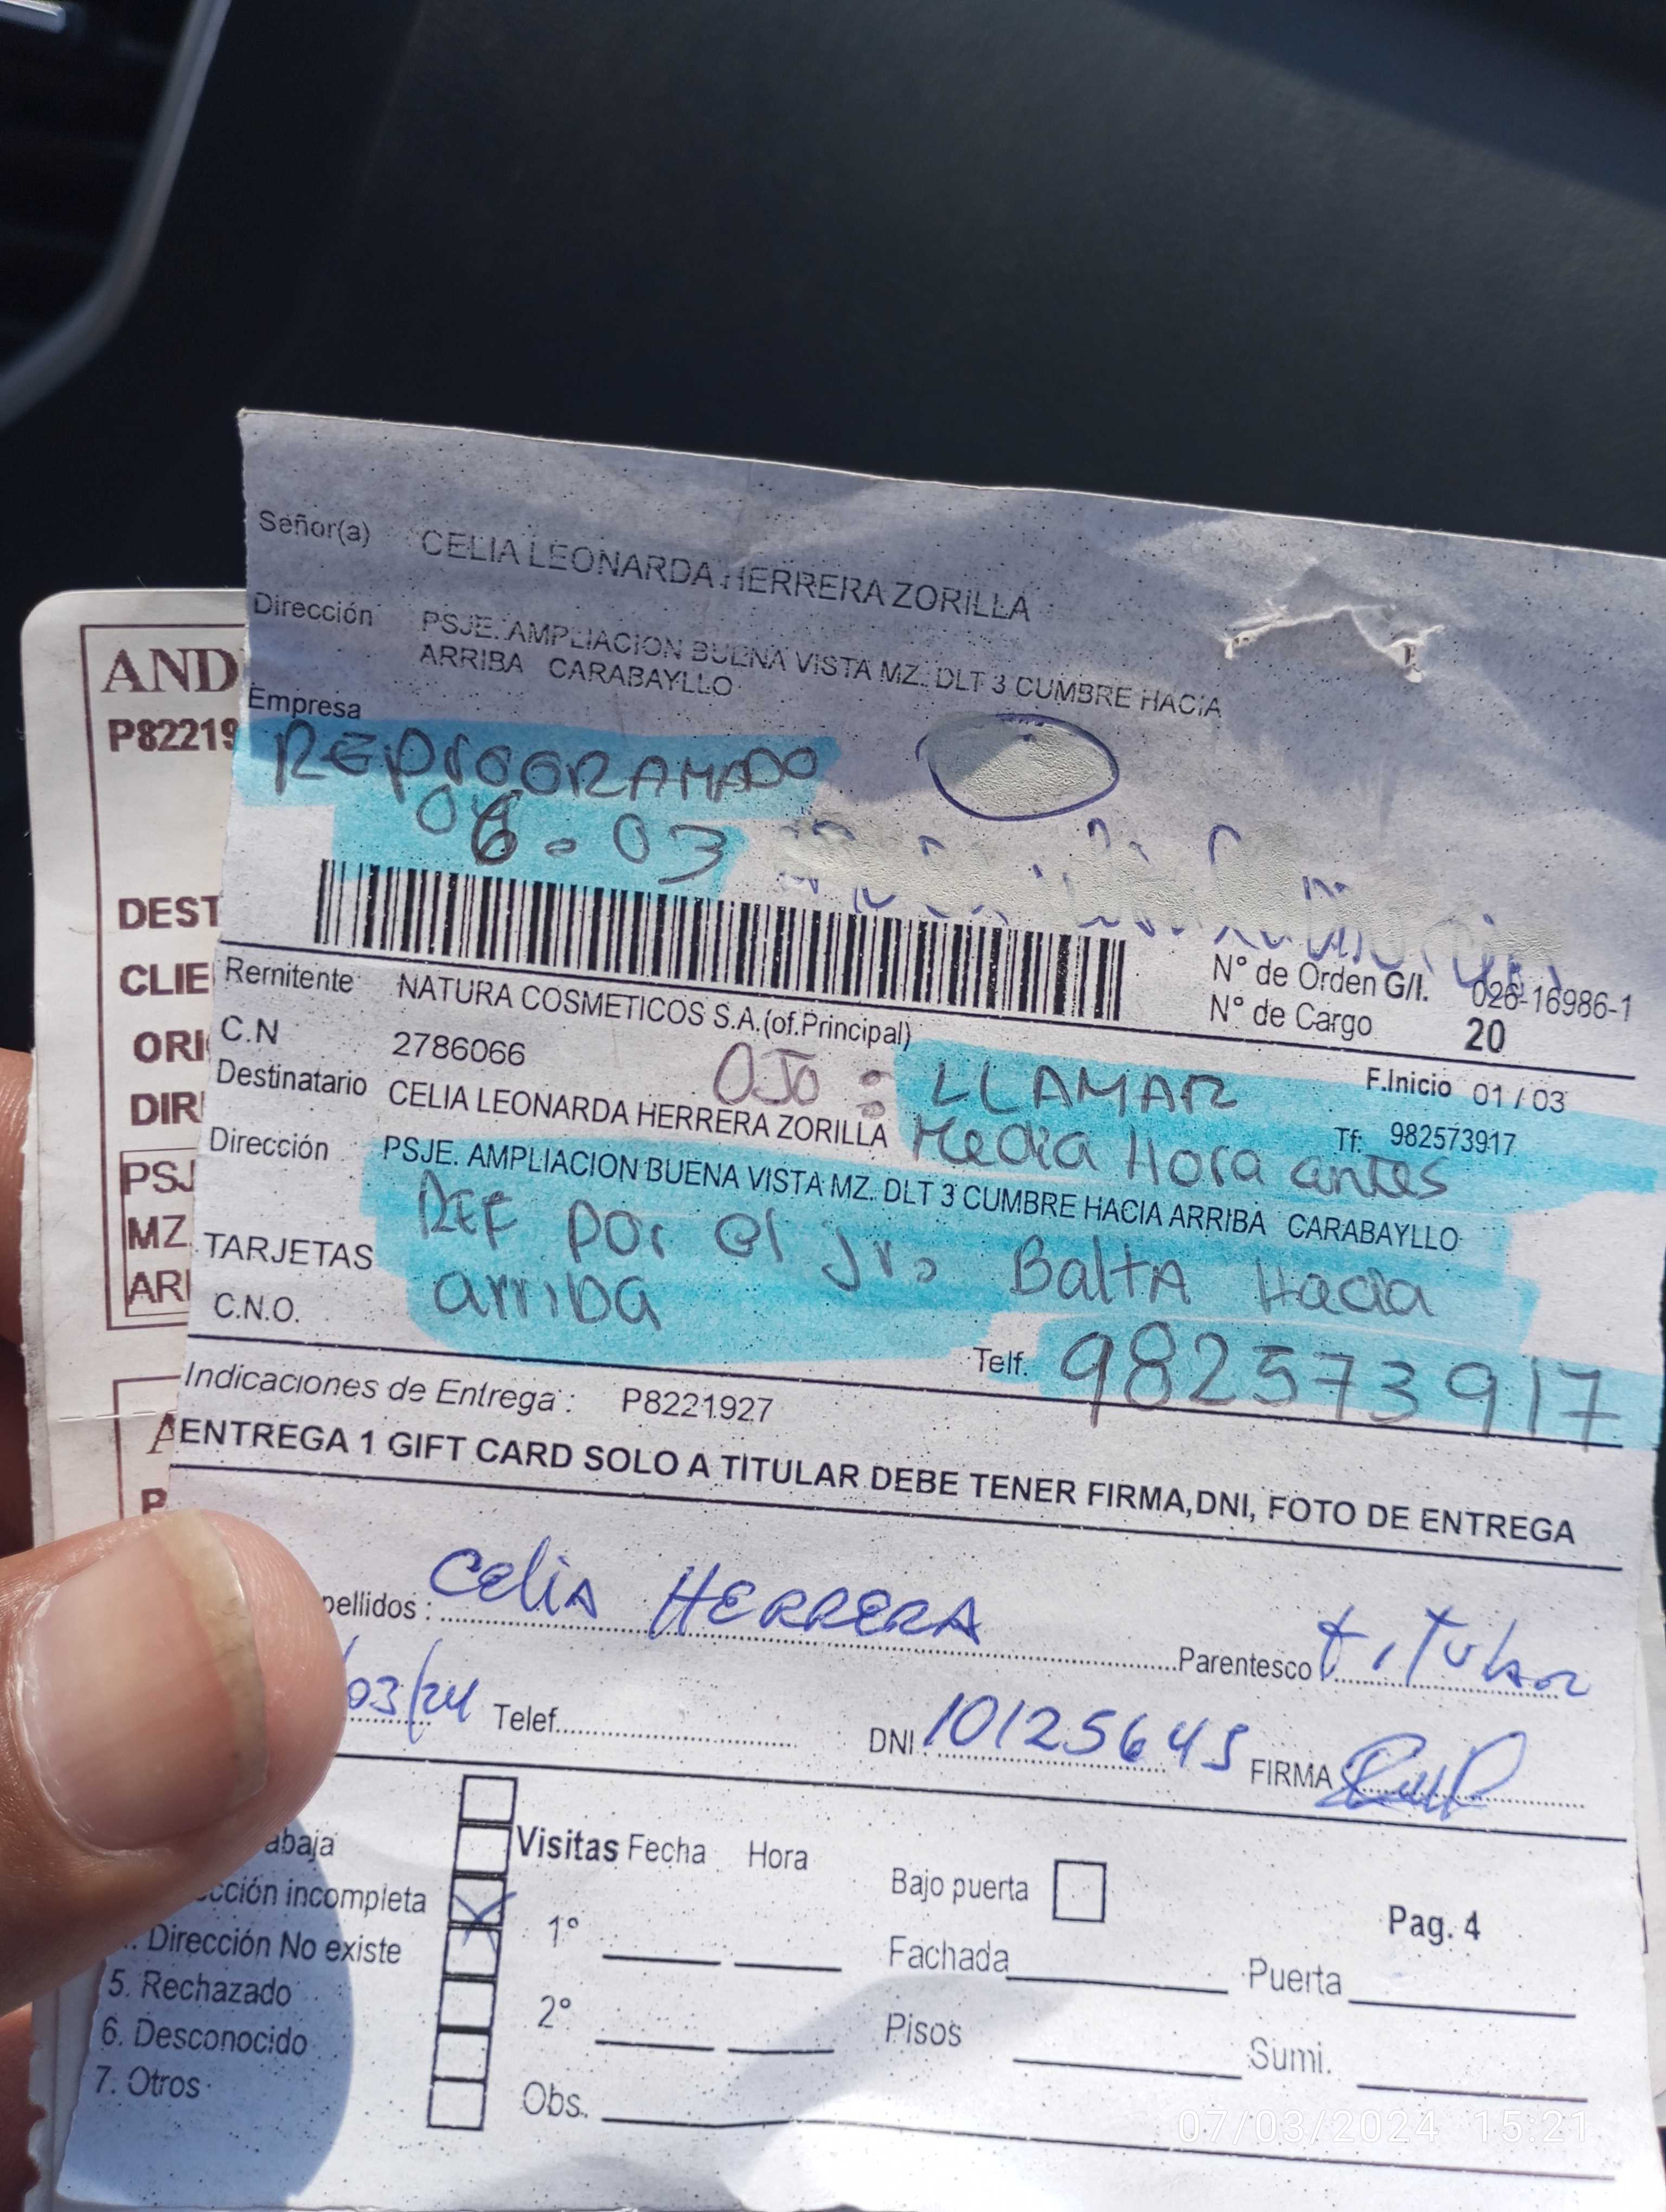 Señor(a) CELIA LEONARDA HERRERA ZORILLA
Dirección PSJE. AMPLIACION BUENA VISTA MZ. DLT 3 CUMBRE HACIA
ARRIBA CARABAYLLO
Empresa
REPROGRAMADO
06-03
AND
P82219
DEST
CLIE
ORI
DIR
PSJ
MZ
ARI
Remitente NATURA COSMETICOS S.A.(of.Principal)
N° de Orden G/I. 026-16986-1
N° de Cargo 20
C.N 2786066
OJO : LLAMAR
Media Hora antes
F.Inicio 01 / 03
Destinatario CELIA LEONARDA HERRERA ZORILLA
Tf: 982573917
Dirección PSJE. AMPLIACION BUENA VISTA MZ. DLT 3 CUMBRE HACIA ARRIBA CARABAYLLO
REF por el jr. Balta Hacia
arriba
TARJETAS
C.N.O.
Telf. 982573917
Indicaciones de Entrega : P8221927
ENTREGA 1 GIFT CARD SOLO A TITULAR DEBE TENER FIRMA,DNI, FOTO DE ENTREGA
pellidos : Celia HERRERA Parentesco titular
/03/24 Telef. DNI 10125645 FIRMA
abaja
cción incompleta
Dirección No existe
5. Rechazado
6. Desconocido
7. Otros
Visitas Fecha Hora
1°
2°
Obs.
Bajo puerta
Fachada
Pisos
Pag. 4
Puerta
Sumi.
07/03/2024 15:21